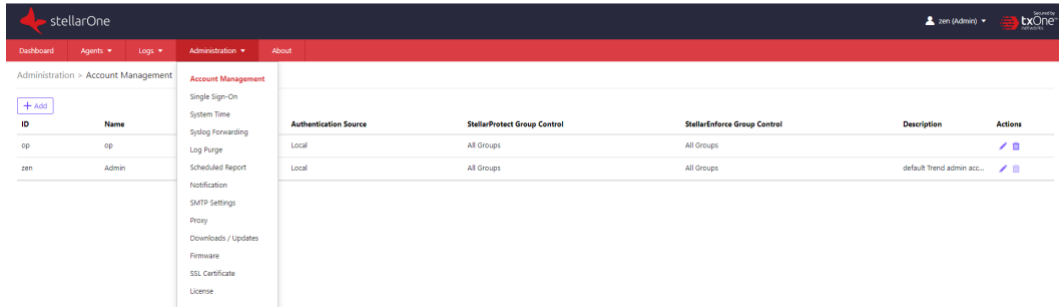 stellarOne
zen (Admin)
Secured by
txOne
networks
Dashboard Agents Logs Administration About
Administration > Account Management
+ Add
ID Name Authentication Source StellarProtect Group Control StellarEnforce Group Control Description Actions
op op Local All Groups All Groups
zen Admin Local All Groups All Groups default Trend admin acc...
Account Management
Single Sign-On
System Time
Syslog Forwarding
Log Purge
Scheduled Report
Notification
SMTP Settings
Proxy
Downloads / Updates
Firmware
SSL Certificate
License